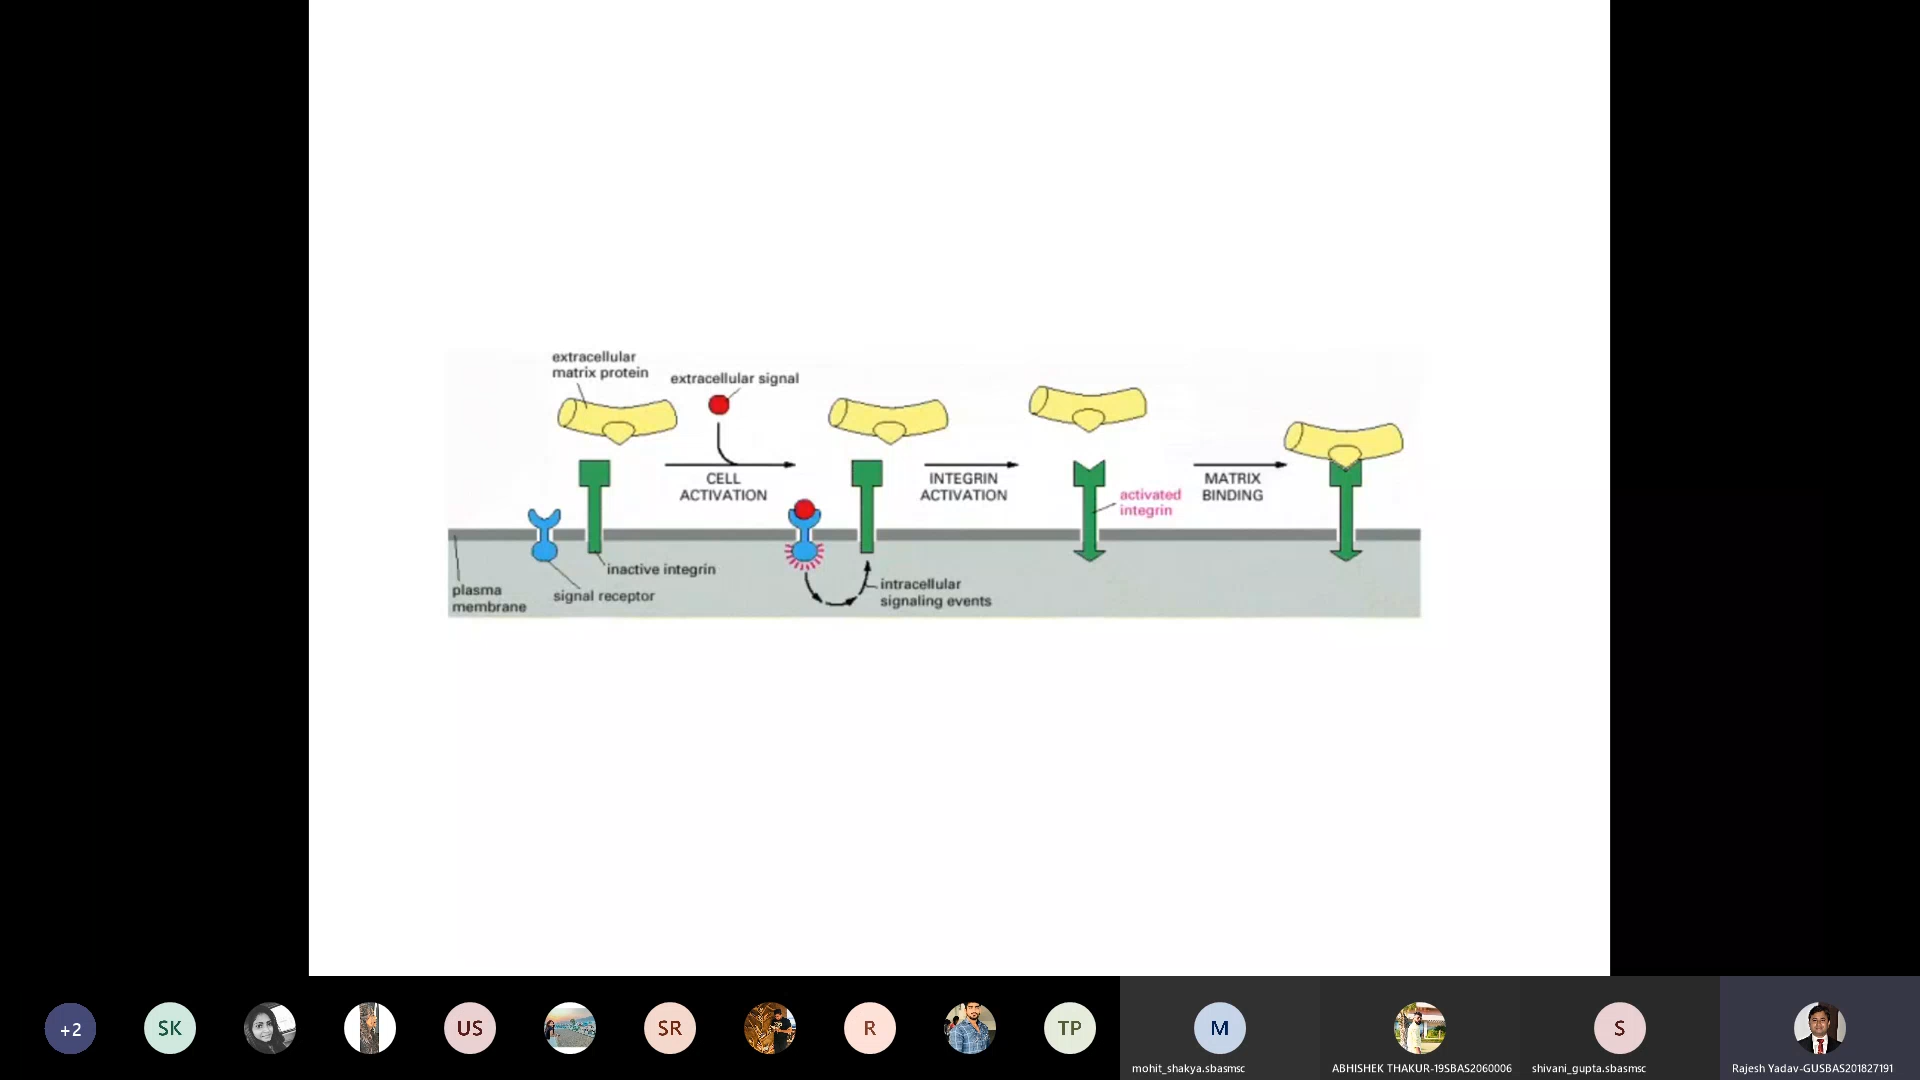 extracellular
matrix protein
extracellular signal
CELL
ACTIVATION
INTEGRIN
ACTIVATION
activated
integrin
MATRIX
BINDING
inactive integrin
signal receptor
plasma
membrane
intracellular
signaling events
+2
SK
US
SR
R
TP
M
mohit_shakya.sbasmsc
ABHISHEK THAKUR-19SBAS2060006
S
shivani_gupta.sbasmsc
Rajesh Yadav-GUSBAS201827191